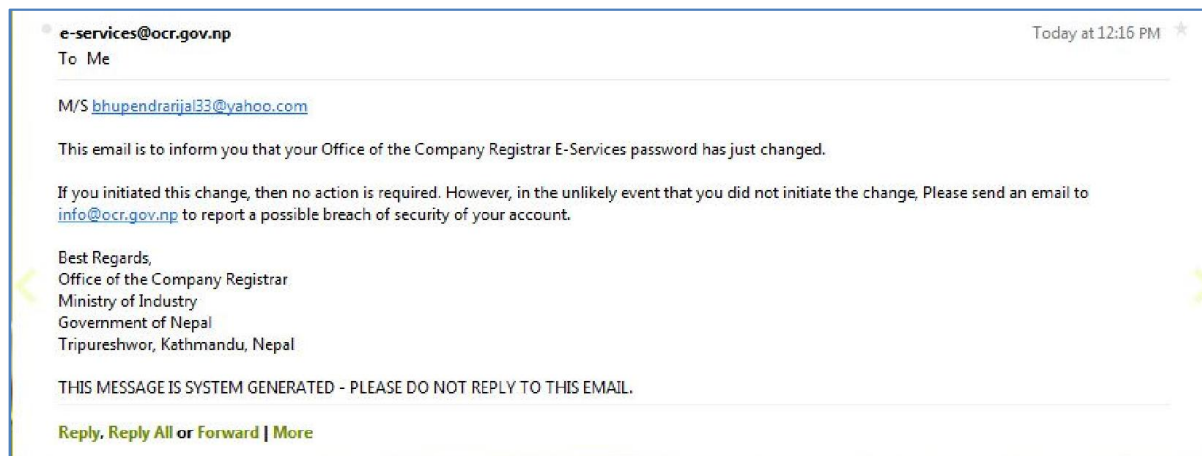 e-services@ocr.gov.np
Today at 12:16 PM
To Me
M/S bhupendrarijal33@yahoo.com
This email is to inform you that your Office of the Company Registrar E-Services password has just changed.
If you initiated this change, then no action is required. However, in the unlikely event that you did not initiate the change, Please send an email to
info@ocr.gov.np to report a possible breach of security of your account.
Best Regards,
Office of the Company Registrar
Ministry of Industry
Government of Nepal
Tripureshwor, Kathmandu, Nepal
THIS MESSAGE IS SYSTEM GENERATED - PLEASE DO NOT REPLY TO THIS EMAIL.
Reply, Reply All or Forward | More